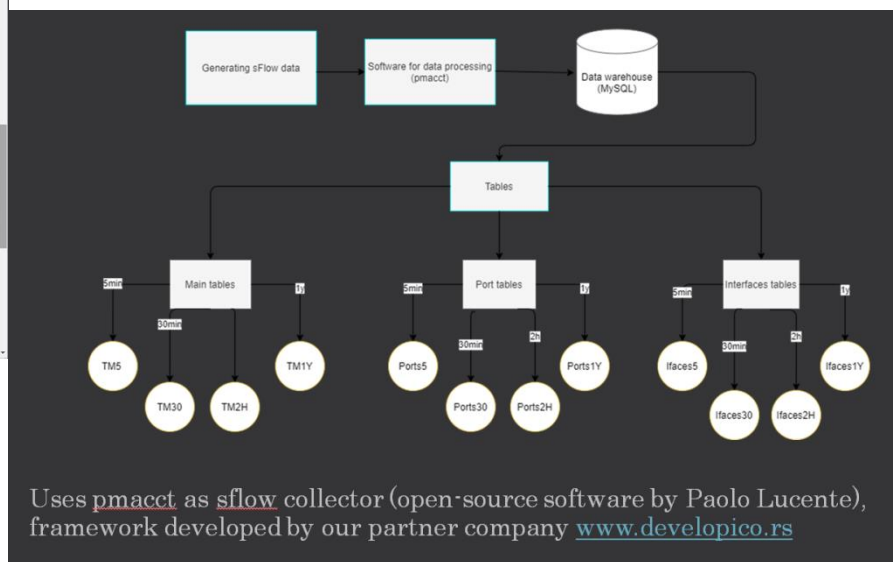 Generating sFlow data
Software for data processing
(pmacct)
Data warehouse
(MySQL)
Tables
Main tables
Port tables
Interfaces tables
5min
30min
1y
5min
30min
2h
1y
5min
30min
2h
1y
TM5
TM30
TM2H
TM1Y
Ports5
Ports30
Ports2H
Ports1Y
Ifaces5
Ifaces30
Ifaces2H
Ifaces1Y
Uses pmacct as sflow collector (open-source software by Paolo Lucente),
framework developed by our partner company www.developico.rs